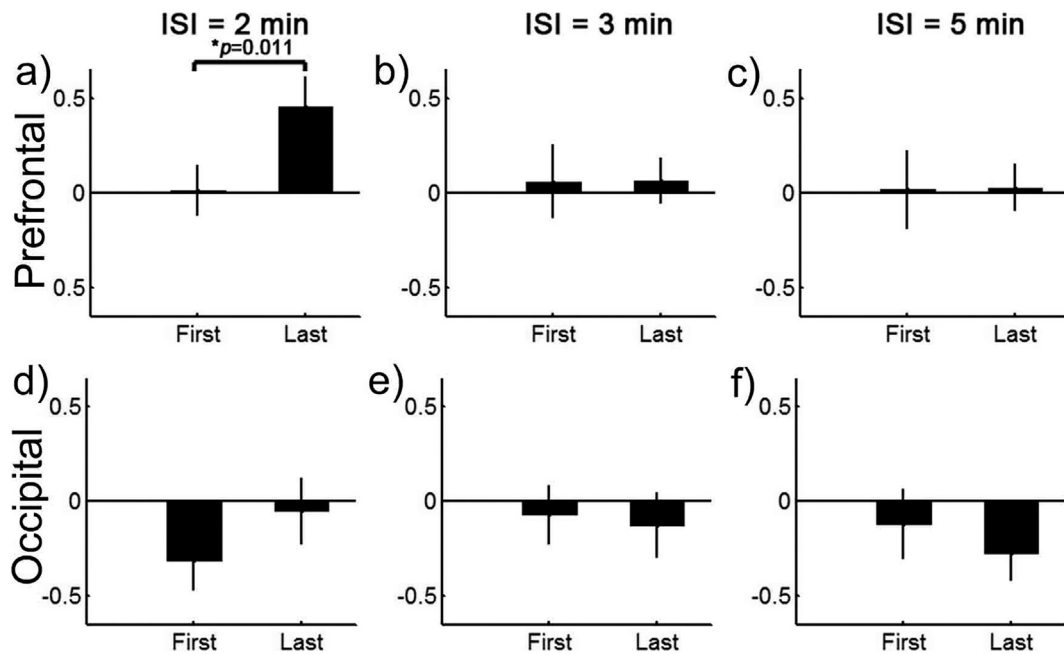 ISI = 2 min
ISI = 3 min
ISI = 5 min
*p=0.011
a)
b)
c)
Prefrontal
0.5
0
0.5
First Last
0.5
0
-0.5
First Last
0.5
0
-0.5
First Last
d)
e)
f)
Occipital
0.5
0
-0.5
First Last
0.5
0
-0.5
First Last
0.5
0
-0.5
First Last